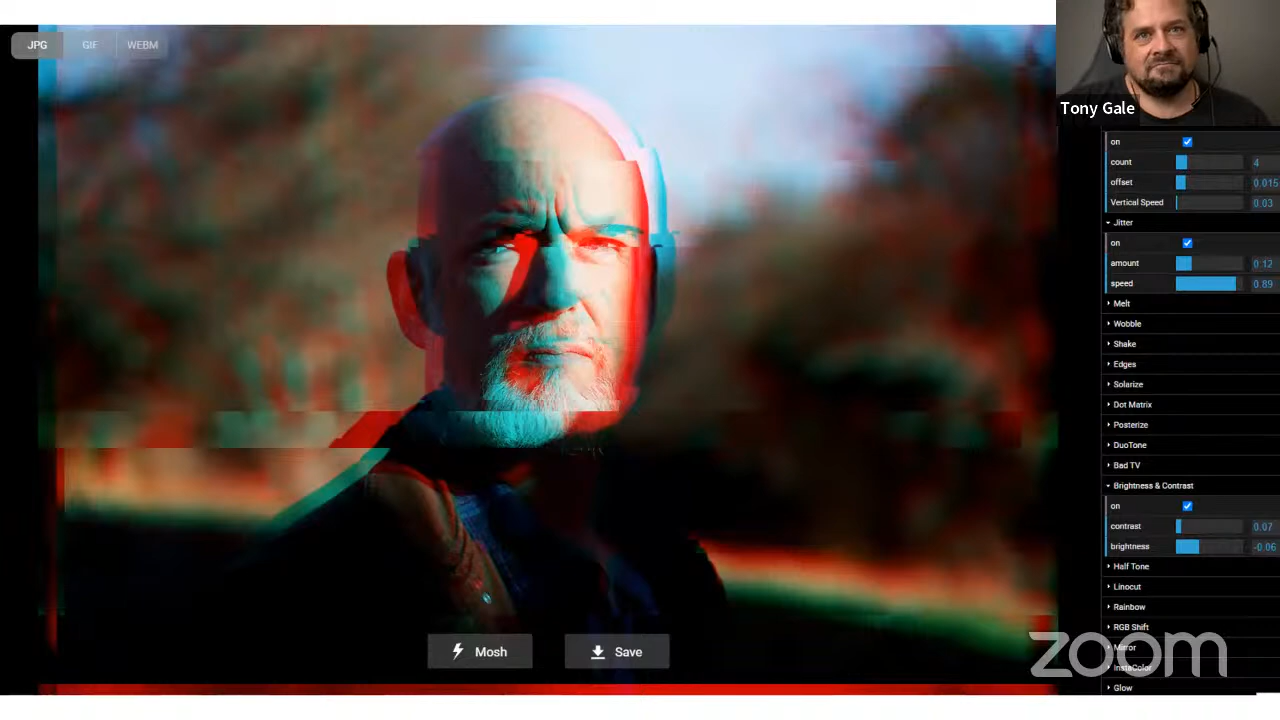 JPG GIF WEBM
Tony Gale
on
count 4
offset 0.015
Vertical Speed 0.03
Jitter
on
amount 0.12
speed 0.89
Melt
Wobble
Shake
Edges
Solarize
Dot Matrix
Posterize
DuoTone
Bad TV
Brightness & Contrast
on
contrast 0.07
brightness -0.06
Half Tone
Linocut
Rainbow
RGB Shift
Mirror
InstaColor
Glow
Mosh Save
zoom